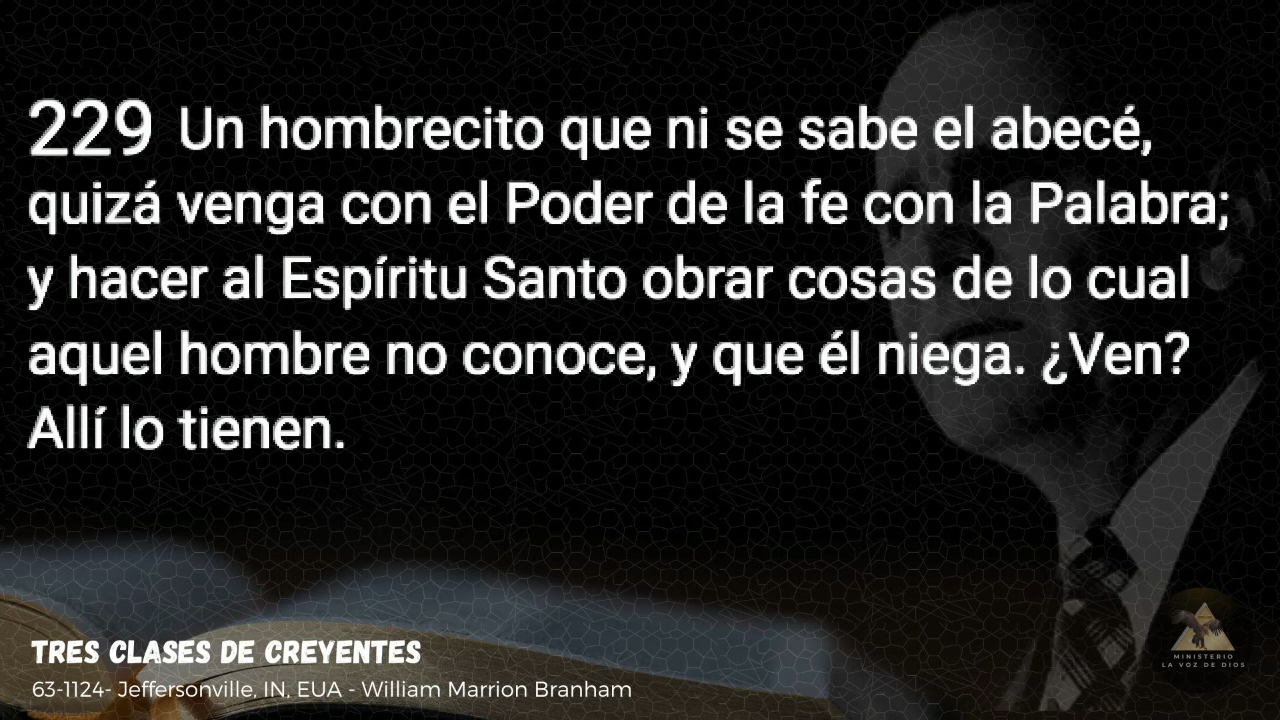 229 Un hombrecito que ni se sabe el abecé,
quizá venga con el Poder de la fe con la Palabra;
y hacer al Espíritu Santo obrar cosas de lo cual
aquel hombre no conoce, y que él niega. ¿Ven?
Allí lo tienen.
TRES CLASES DE CREYENTES
63-1124- Jeffersonville, IN, EUA - William Marrion Branham
MINISTERIO
LA VOZ DE DIOS